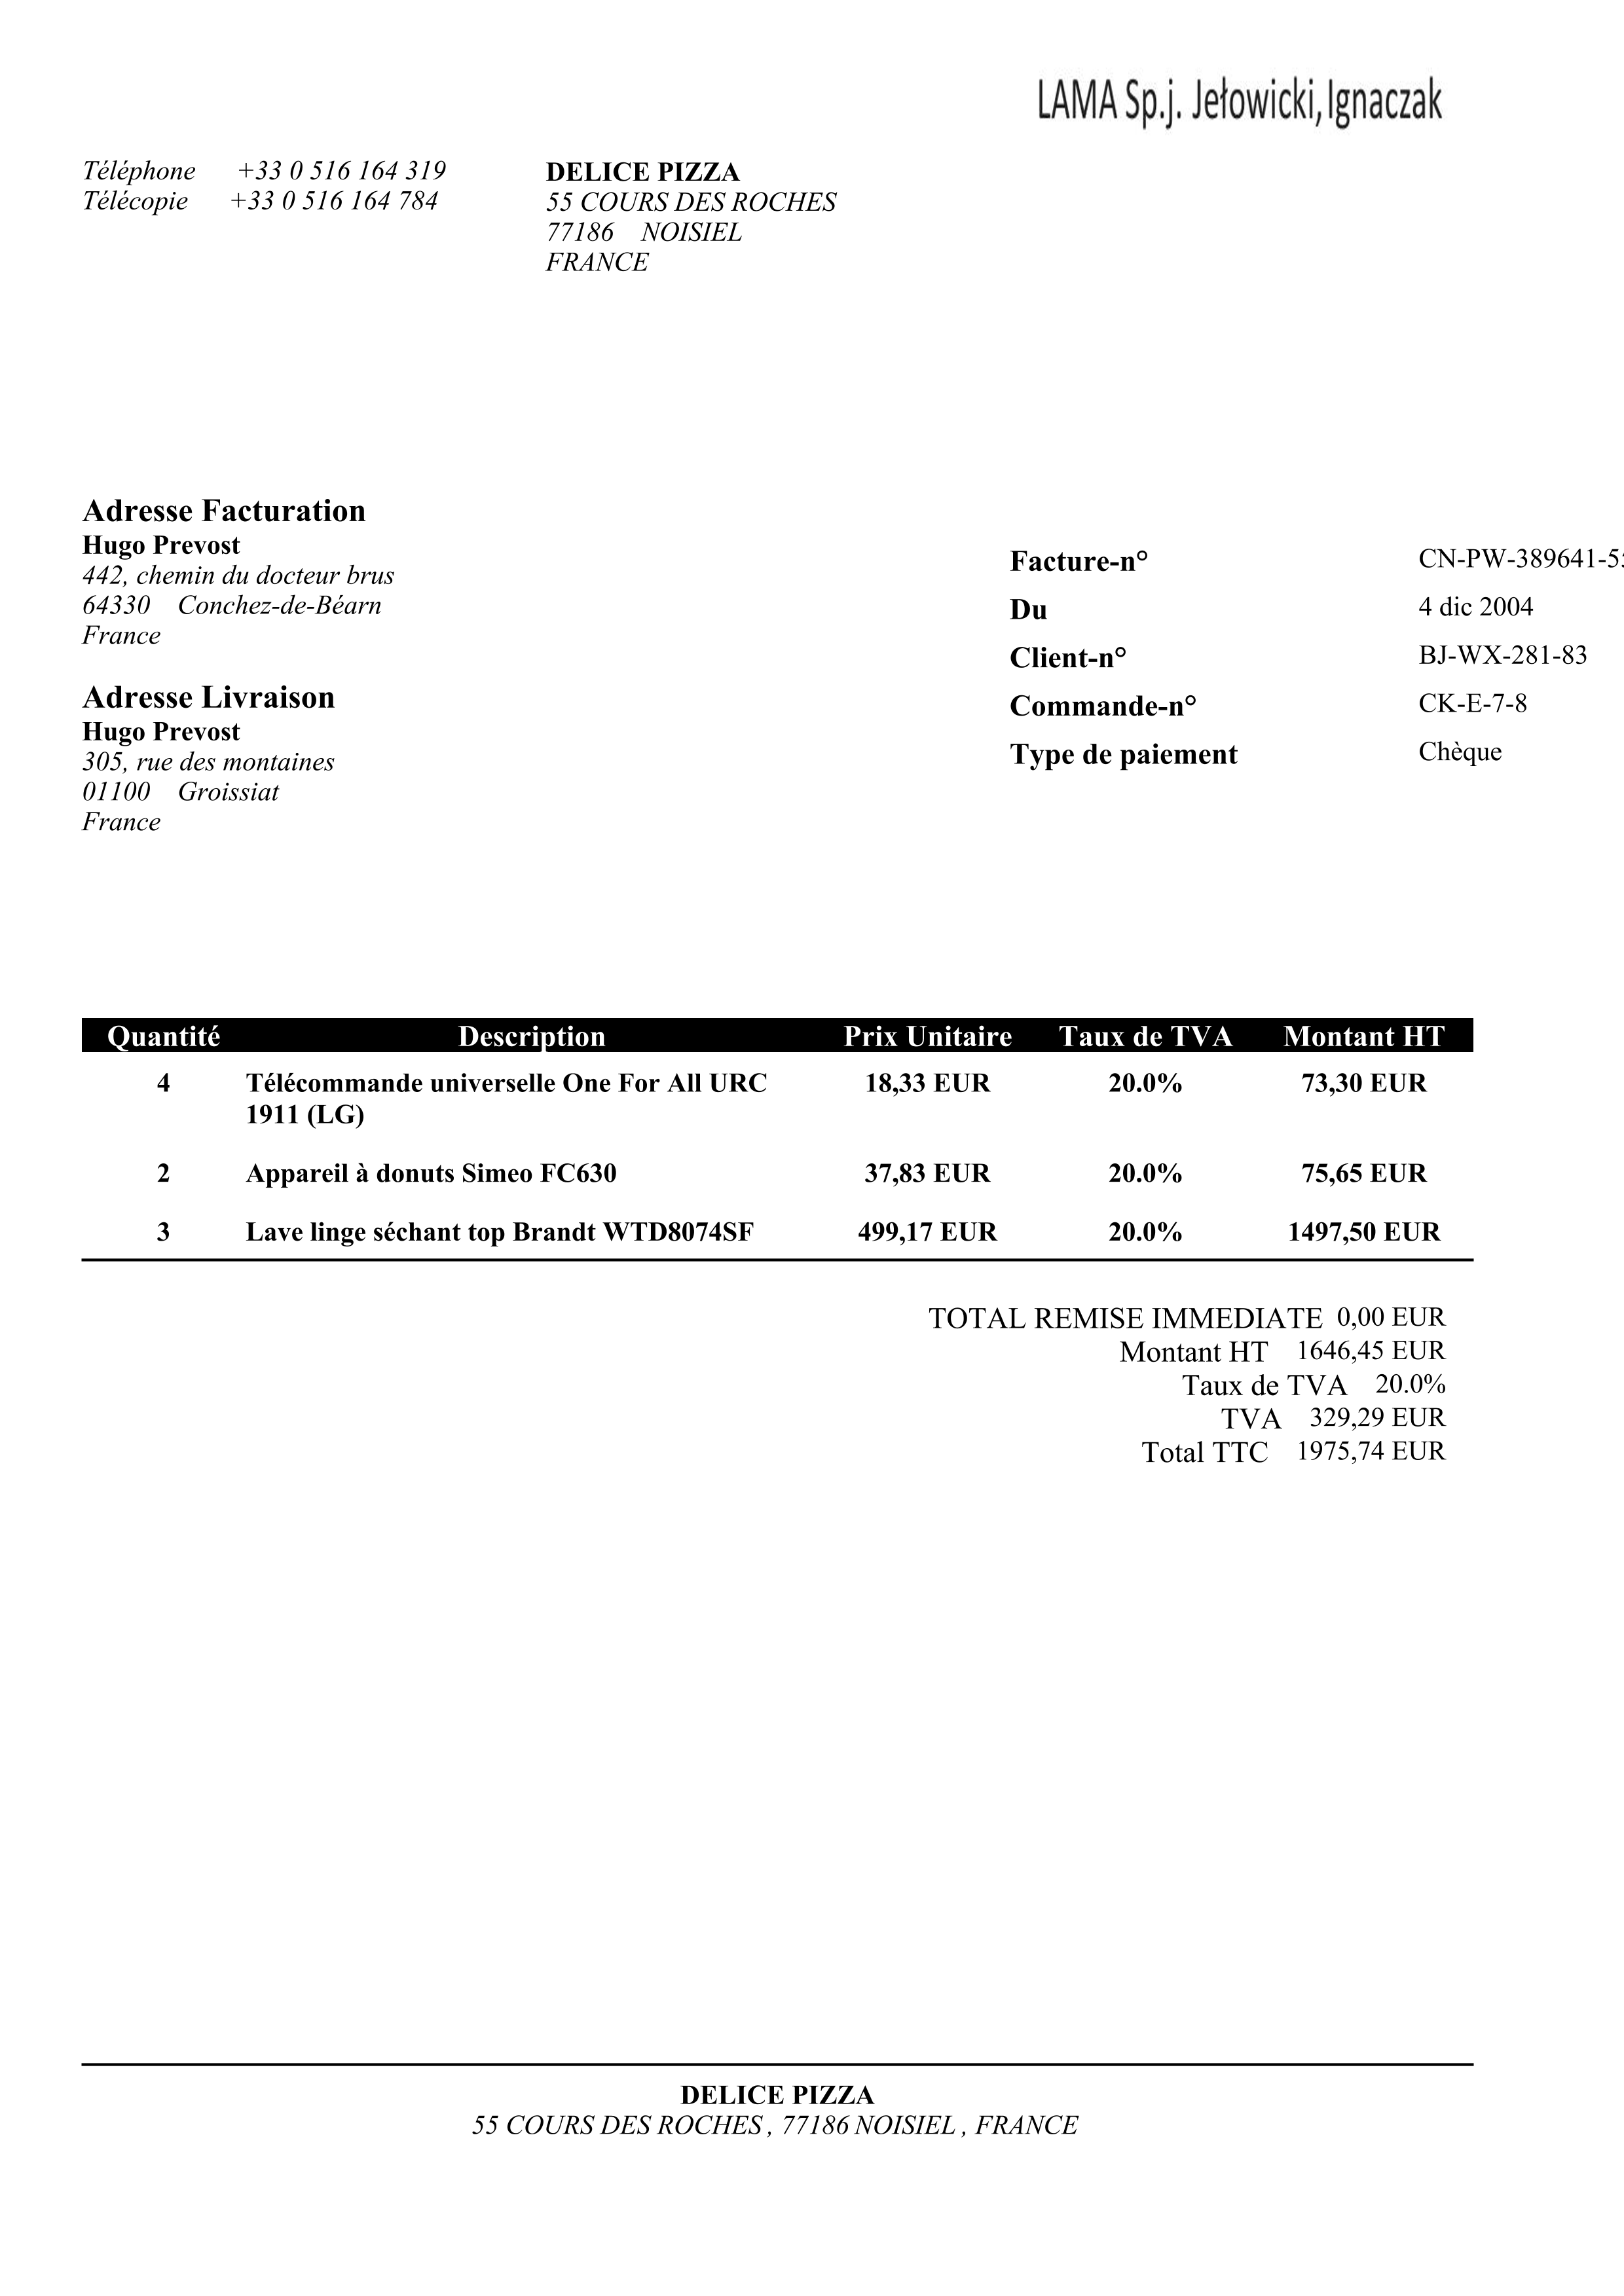 LAMA Sp.j. Jełowicki, Ignaczak
Téléphone +33 0 516 164 319
Télécopie +33 0 516 164 784
DELICE PIZZA
55 COURS DES ROCHES
77186 NOISIEL
FRANCE
Adresse Facturation
Hugo Prevost
442, chemin du docteur brus
64330 Conchez-de-Béarn
France
Adresse Livraison
Hugo Prevost
305, rue des montaines
01100 Groissiat
France
Facture-n°
Du 4 dic 2004
Client-n° BJ-WX-281-83
Commande-n° CK-E-7-8
Type de paiement Chèque
Quantité Description Prix Unitaire Taux de TVA Montant HT
4 Télécommande universelle One For All URC 18,33 EUR 20.0% 73,30 EUR
1911 (LG)
2 Appareil à donuts Simeo FC630 37,83 EUR 20.0% 75,65 EUR
3 Lave linge séchant top Brandt WTD8074SF 499,17 EUR 20.0% 1497,50 EUR
TOTAL REMISE IMMEDIATE 0,00 EUR
Montant HT 1646,45 EUR
Taux de TVA 20.0%
TVA 329,29 EUR
Total TTC 1975,74 EUR
DELICE PIZZA
55 COURS DES ROCHES , 77186 NOISIEL , FRANCE